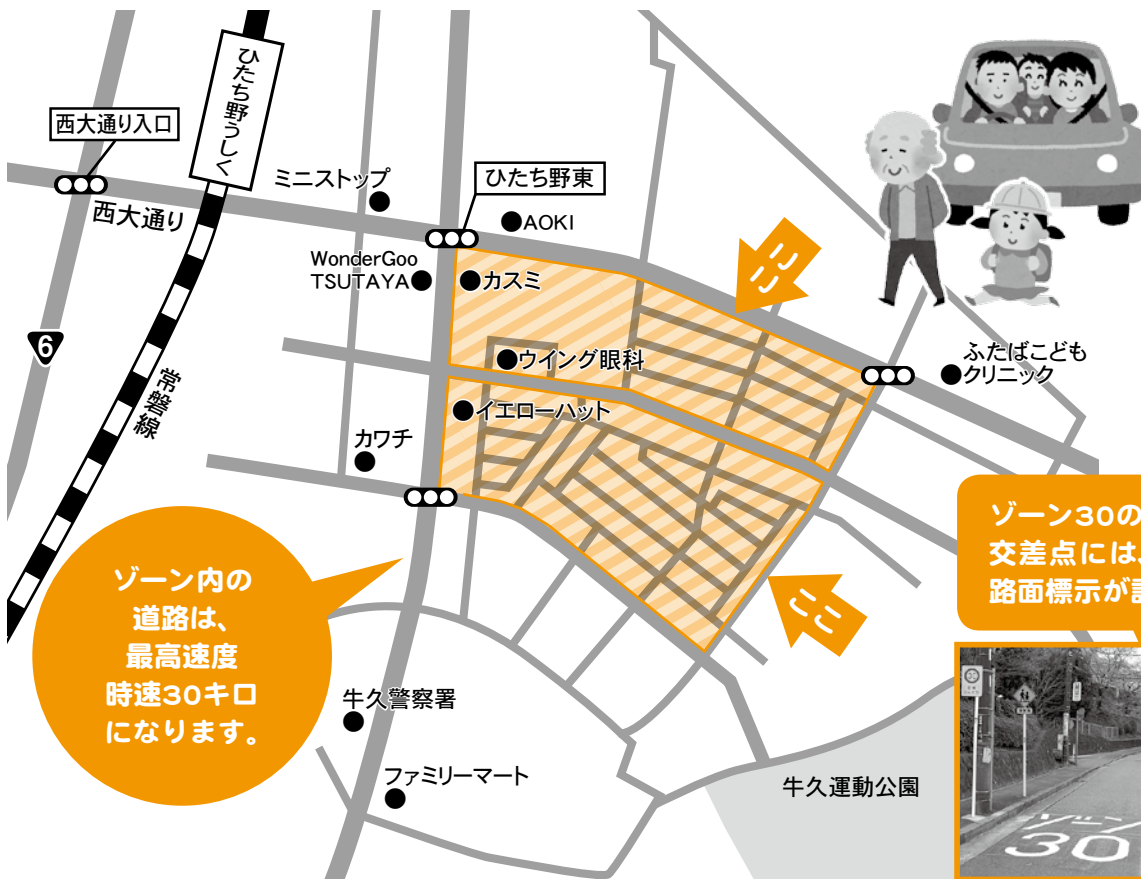 ひたち野うしく
西大通り入口
西大通り
ミニストップ
ひたち野東
AOKI
WonderGoo
TSUTAYA
カスミ
ここ
6
常磐線
ウイング眼科
ふたばこども
クリニック
イエローハット
カワチ
ゾーン30の
交差点には、
路面標示が
ゾーン内の
道路は、
最高速度
時速30キロ
になります。
ここ
牛久警察署
ファミリーマート
牛久運動公園
ゾーン
30